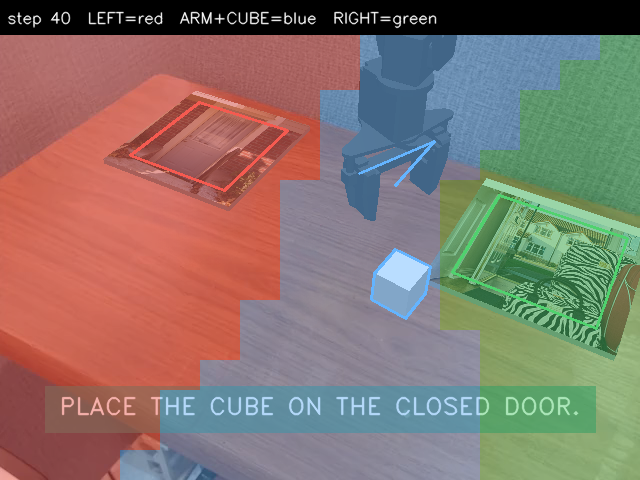 step 40 LEFT=red ARM+CUBE=blue RIGHT=green
PLACE THE CUBE ON THE CLOSED DOOR.